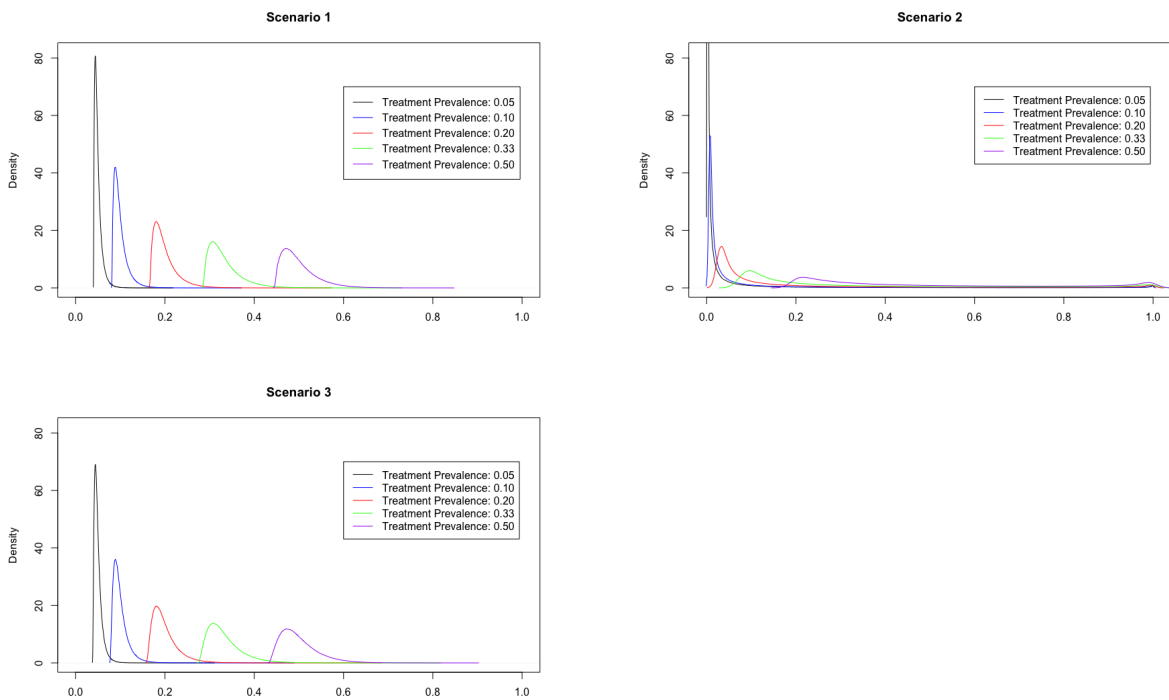 Scenario 1
Density
0 20 40 60 80
0.0 0.2 0.4 0.6 0.8 1.0
Treatment Prevalence: 0.05
Treatment Prevalence: 0.10
Treatment Prevalence: 0.20
Treatment Prevalence: 0.33
Treatment Prevalence: 0.50
Scenario 2
Density
0 20 40 60 80
0.0 0.2 0.4 0.6 0.8 1.0
Treatment Prevalence: 0.05
Treatment Prevalence: 0.10
Treatment Prevalence: 0.20
Treatment Prevalence: 0.33
Treatment Prevalence: 0.50
Scenario 3
Density
0 20 40 60 80
0.0 0.2 0.4 0.6 0.8 1.0
Treatment Prevalence: 0.05
Treatment Prevalence: 0.10
Treatment Prevalence: 0.20
Treatment Prevalence: 0.33
Treatment Prevalence: 0.50